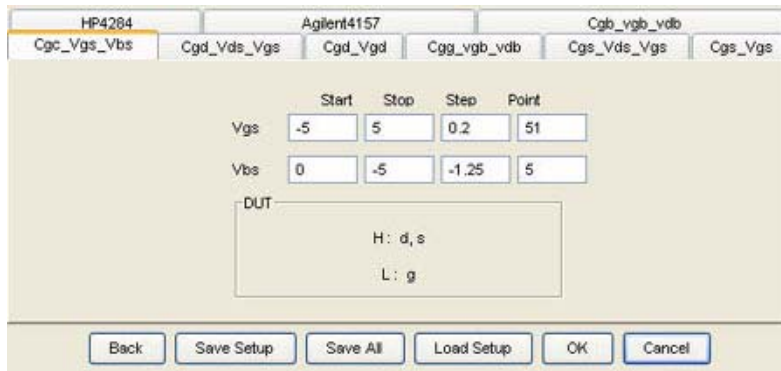 HP4284 Agilent4157 Cgb_vgb_vdb
Cgc_Vgs_Vbs Cgd_Vds_Vgs Cgd_Vgd Cgg_vgb_vdb Cgs_Vds_Vgs Cgs_Vgs
Start Stop Step Point
Vgs -5 5 0.2 51
Vbs 0 -5 -1.25 5
DUT
H: d, s
L: g
Back Save Setup Save All Load Setup OK Cancel